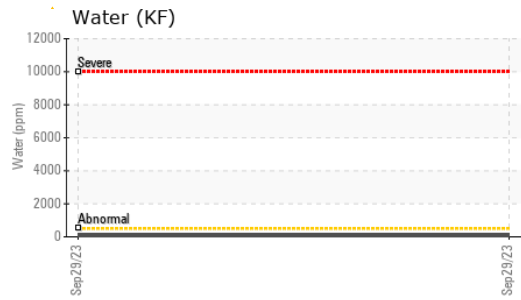 Water (KF)
12000
10000
8000
6000
4000
2000
0
Water (ppm)
Severe
Abnormal
Sep29/23
Sep29/23